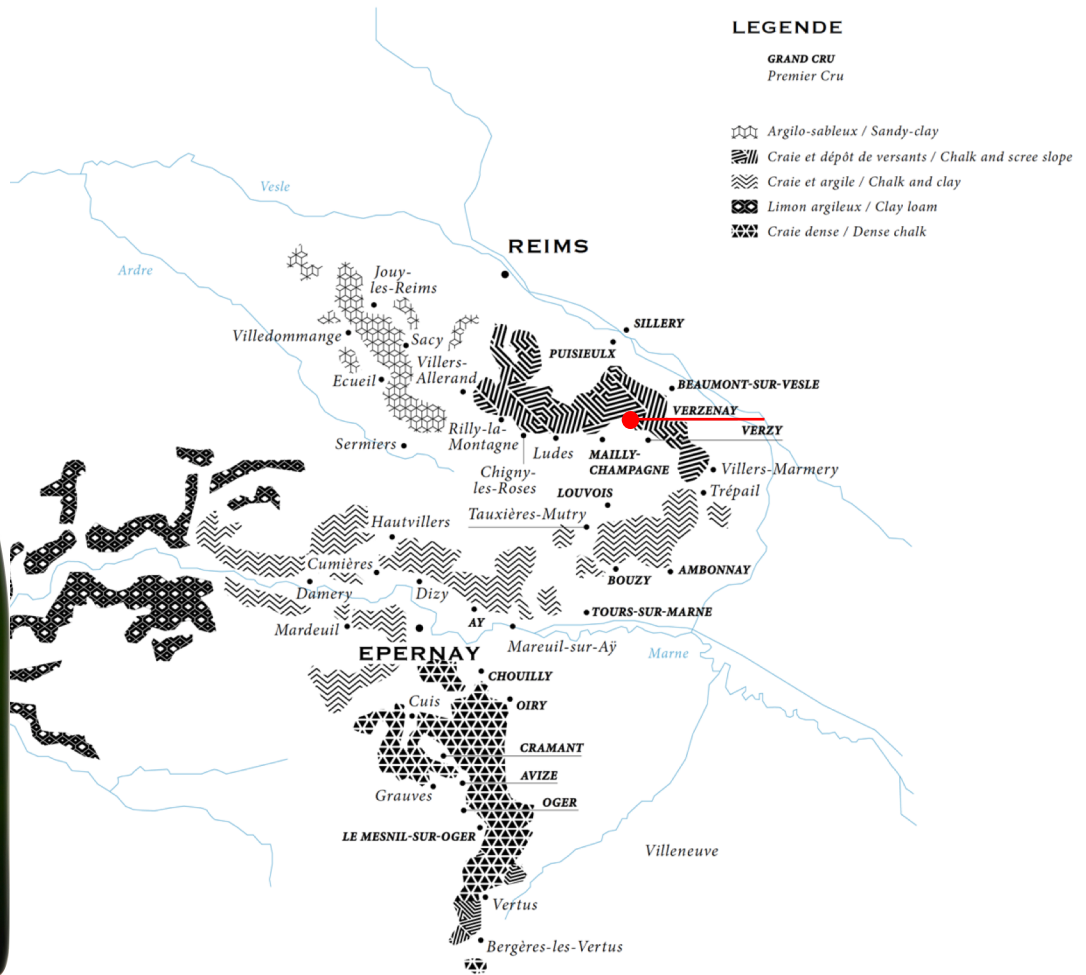 LEGENDE
GRAND CRU
Premier Cru
Argilo-sableux / Sandy-clay
Craie et dépôt de versants / Chalk and scree slope
Craie et argile / Chalk and clay
Limon argileux / Clay loam
Craie dense / Dense chalk
Vesle
REIMS
Ardre
Jouy-
les-Reims
SILLERY
Villedommange
Sacy
PUISIEULX
Villers-
Allerand
Ecueil
BEAUMONT-SUR-VESLE
VERZENAY
VERZY
Rilly-la-
Montagne
Sermiers
Ludes
MAILLY-
CHAMPAGNE
Chigny-
les-Roses
Villers-Marmery
Trépail
LOUVOIS
Tauxières-Mutry
Hautvillers
Cumières
AMBONNAY
BOUZY
Damery
Dizy
TOURS-SUR-MARNE
AY
Mardeuil
Mareuil-sur-Aÿ
Marne
EPERNAY
CHOUILLY
Cuis
OIRY
CRAMANT
AVIZE
Grauves
OGER
LE MESNIL-SUR-OGER
Villeneuve
Vertus
Bergères-les-Vertus